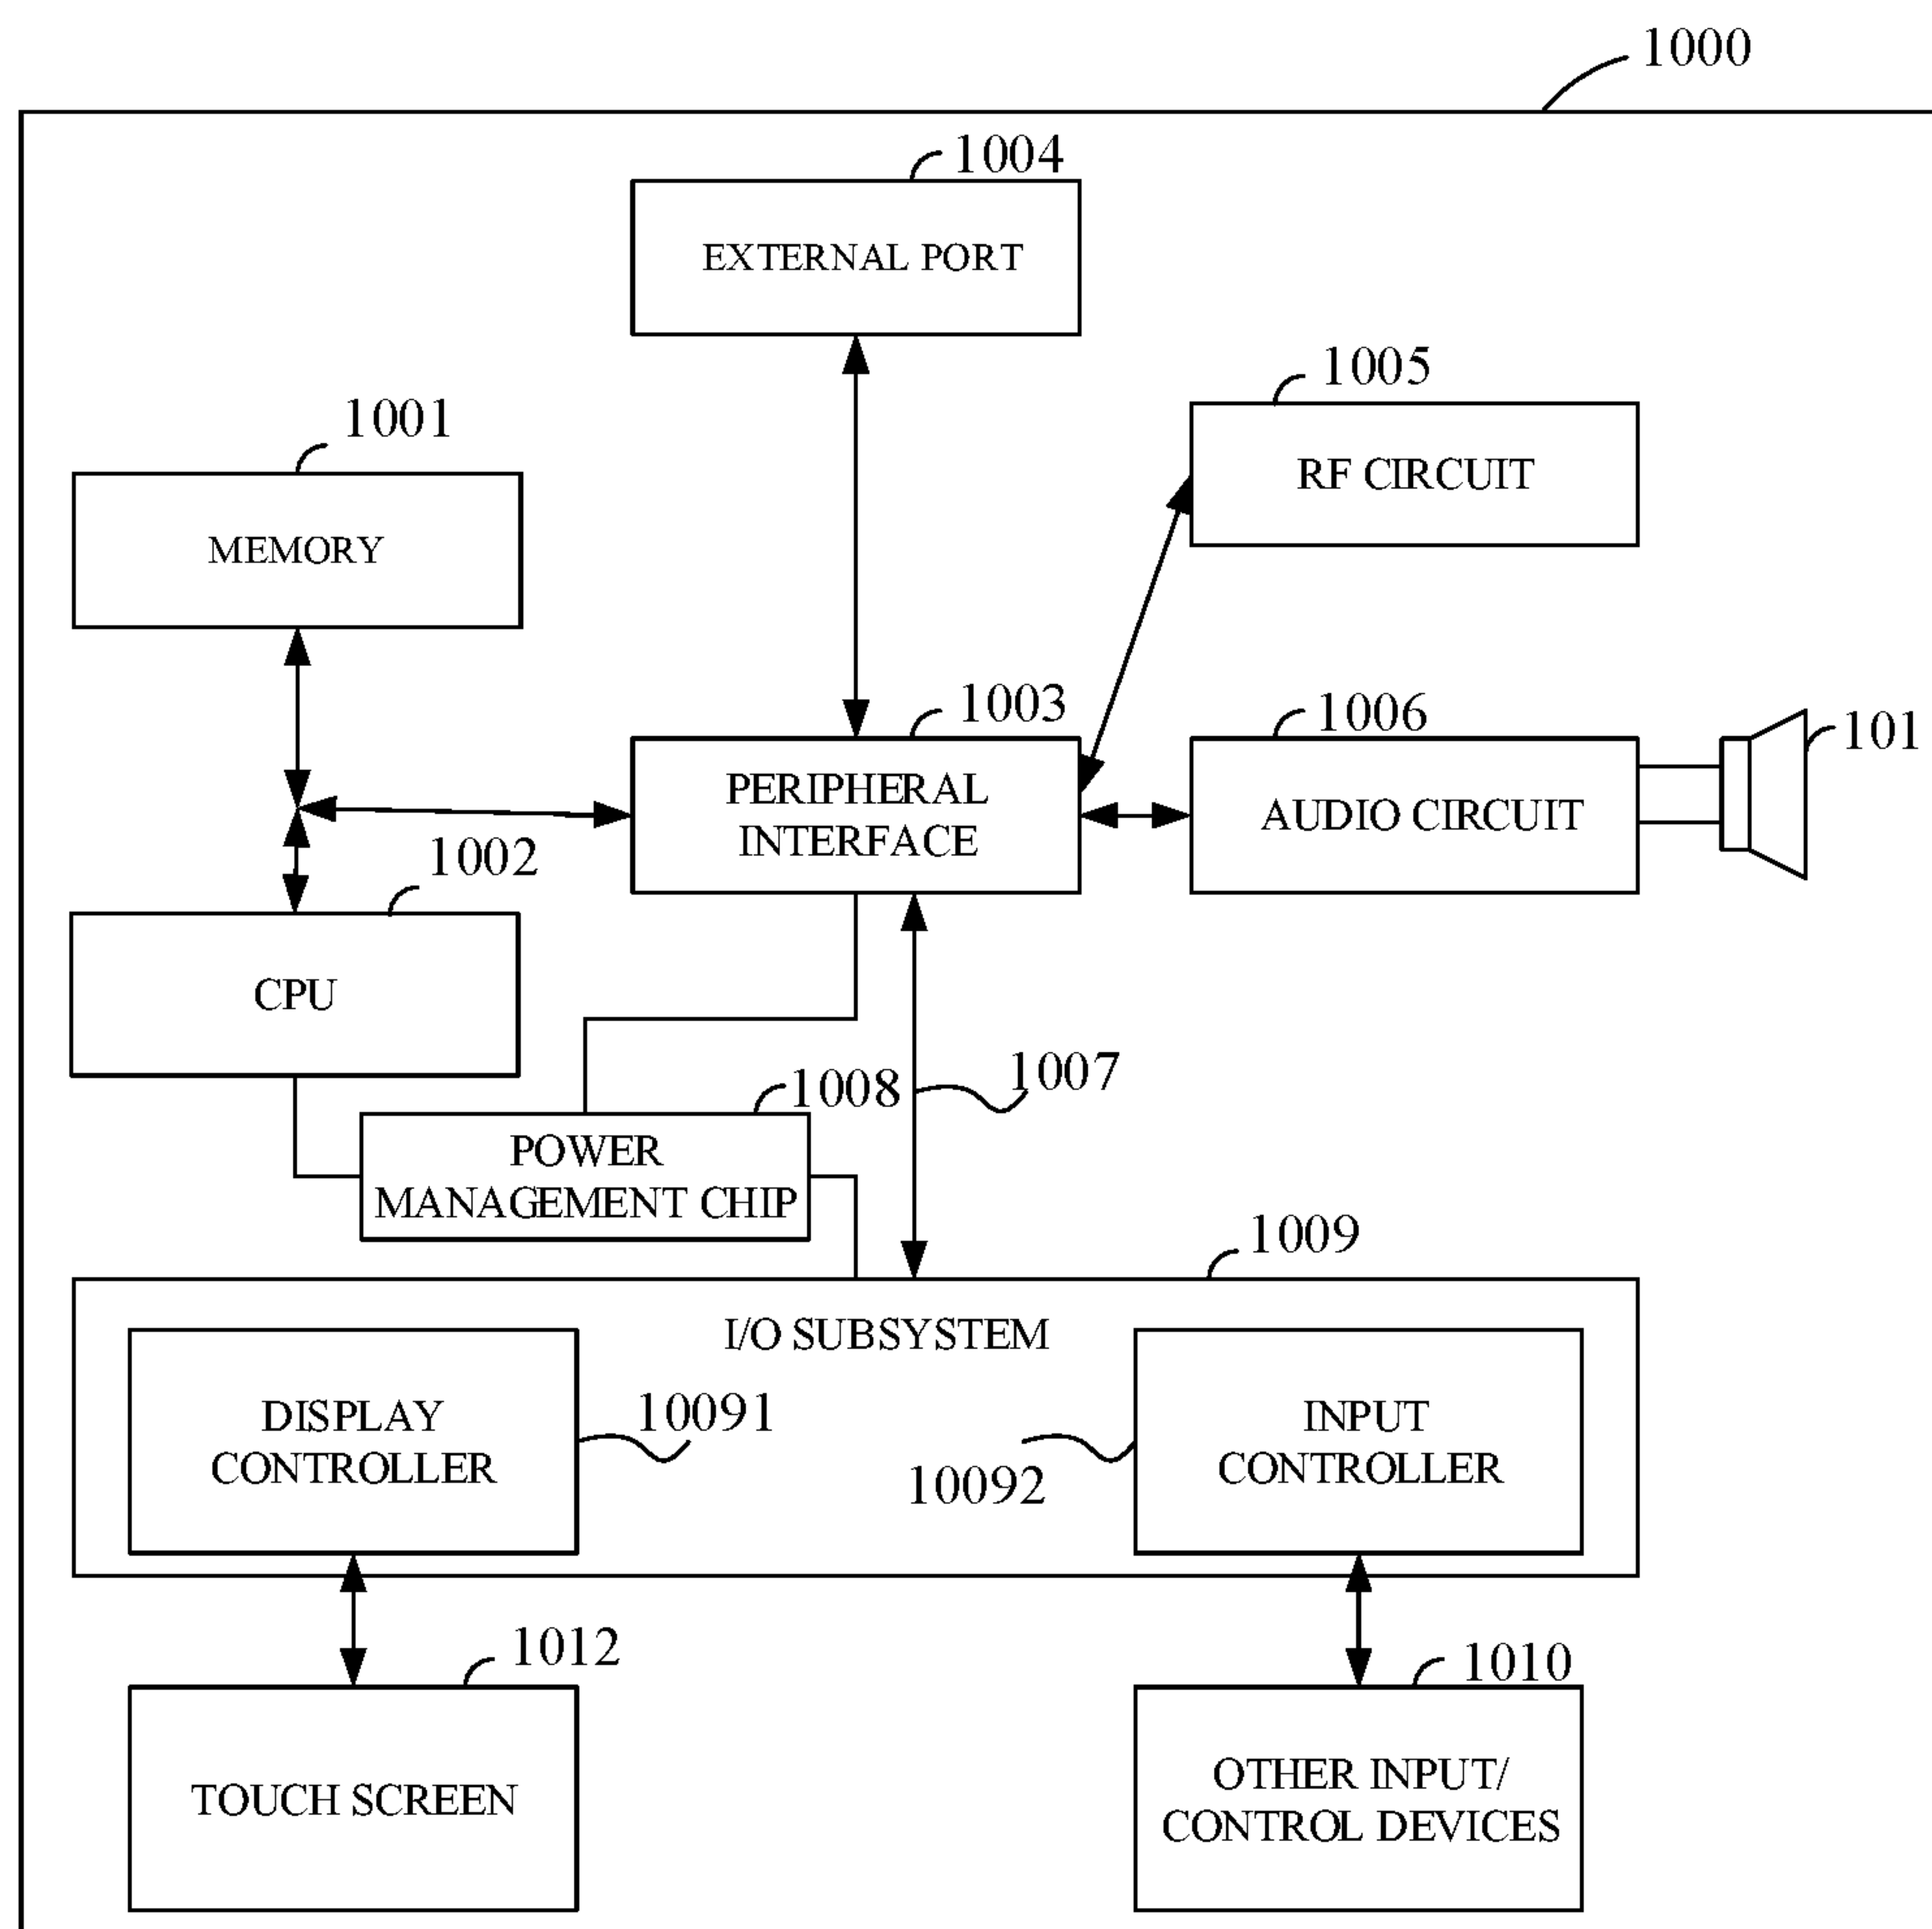 1000
1004
EXTERNAL PORT
1005
RF CIRCUIT
1001
MEMORY
1003
PERIPHERAL
INTERFACE
1006
AUDIO CIRCUIT
101
1002
CPU
1007
1008
POWER
MANAGEMENT CHIP
1009
I/O SUBSYSTEM
DISPLAY
CONTROLLER
10091
10092
INPUT
CONTROLLER
1012
TOUCH SCREEN
1010
OTHER INPUT/
CONTROL DEVICES